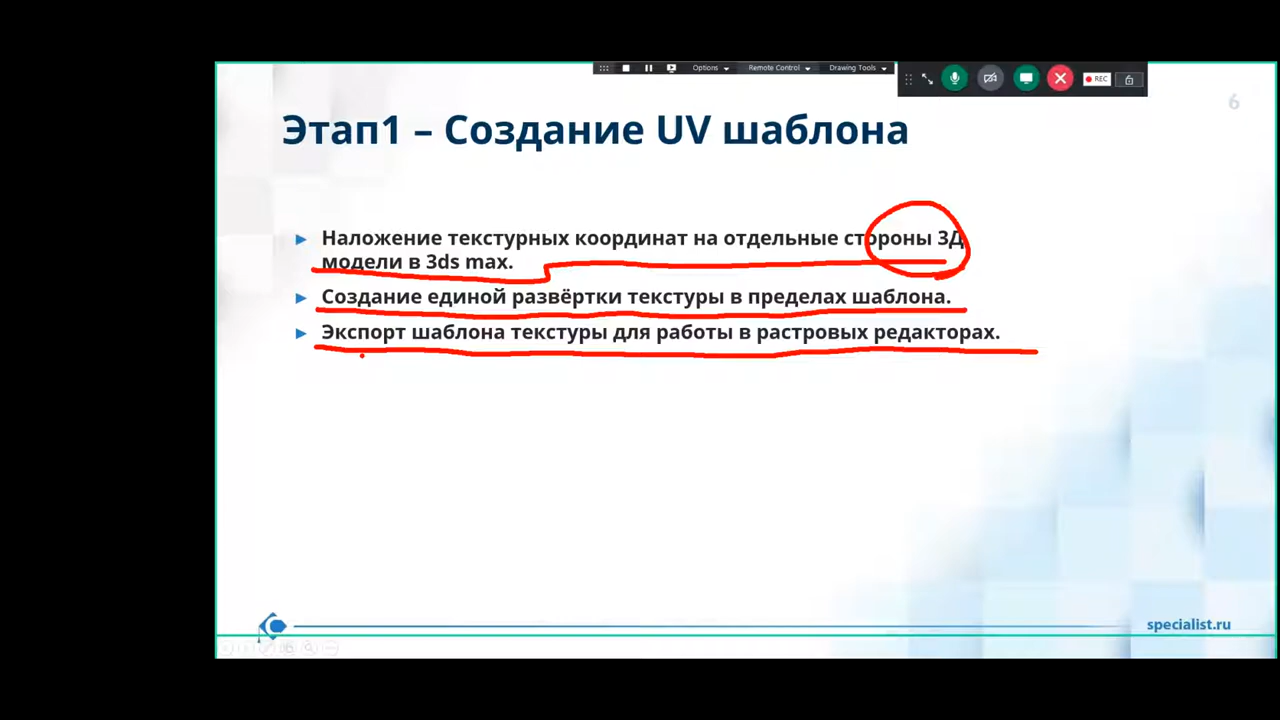 Options
Remote Control
Drawing Tools
REC
6
Этап1 – Создание UV шаблона
Наложение текстурных координат на отдельные стороны 3Д
модели в 3ds max.
Создание единой развёртки текстуры в пределах шаблона.
Экспорт шаблона текстуры для работы в растровых редакторах.
specialist.ru